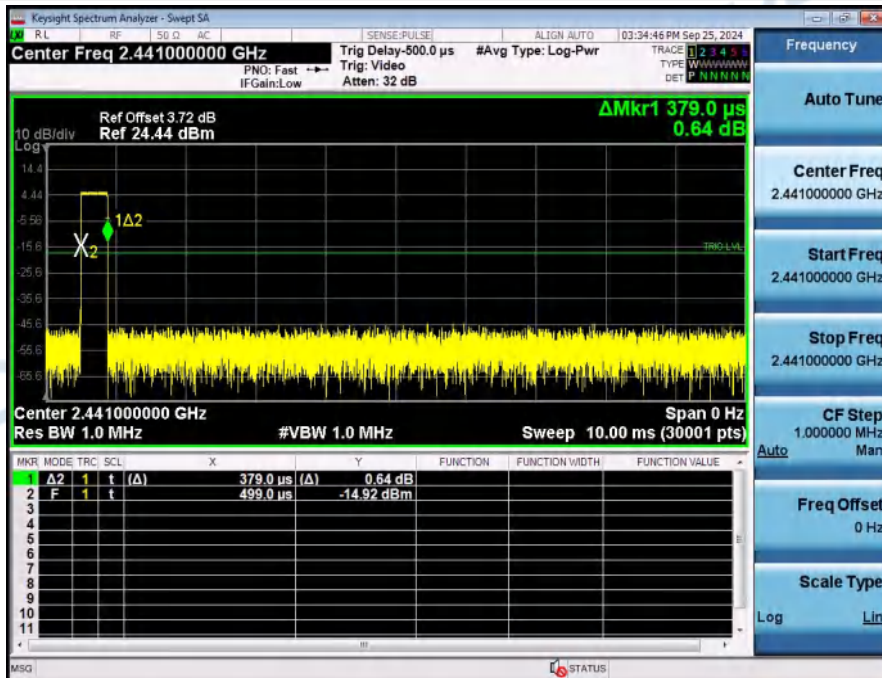 Keysight Spectrum Analyzer - Swept SA
RL RF 50 Ω AC SENSE:PULSE ALIGN AUTO 03:34:46 PM Sep 25, 2024
Center Freq 2.441000000 GHz Trig Delay-500.0 µs #Avg Type: Log-Pwr TRACE 1 2 3 4 5 6
PNO: Fast Trig: Video TYPE WWWWWW
IFGain:Low Atten: 32 dB DET P N N N N N
ΔMkr1 379.0 µs
0.64 dB
Ref Offset 3.72 dB
10 dB/div Ref 24.44 dBm
Log
14.4
4.44
-5.56
-15.6
-25.6
-35.6
-45.6
-55.6
-65.6
1Δ2
X2
TRIG LVL
Center 2.441000000 GHz Span 0 Hz
Res BW 1.0 MHz #VBW 1.0 MHz Sweep 10.00 ms (30001 pts)
MKR MODE TRC SCL X Y FUNCTION FUNCTION WIDTH FUNCTION VALUE
1 Δ2 1 t (Δ) 379.0 µs (Δ) 0.64 dB
2 F 1 t 499.0 µs -14.92 dBm
3
4
5
6
7
8
9
10
11
MSG STATUS
Frequency
Auto Tune
Center Freq
2.441000000 GHz
Start Freq
2.441000000 GHz
Stop Freq
2.441000000 GHz
CF Step
1.000000 MHz
Auto Man
Freq Offset
0 Hz
Scale Type
Log Lin